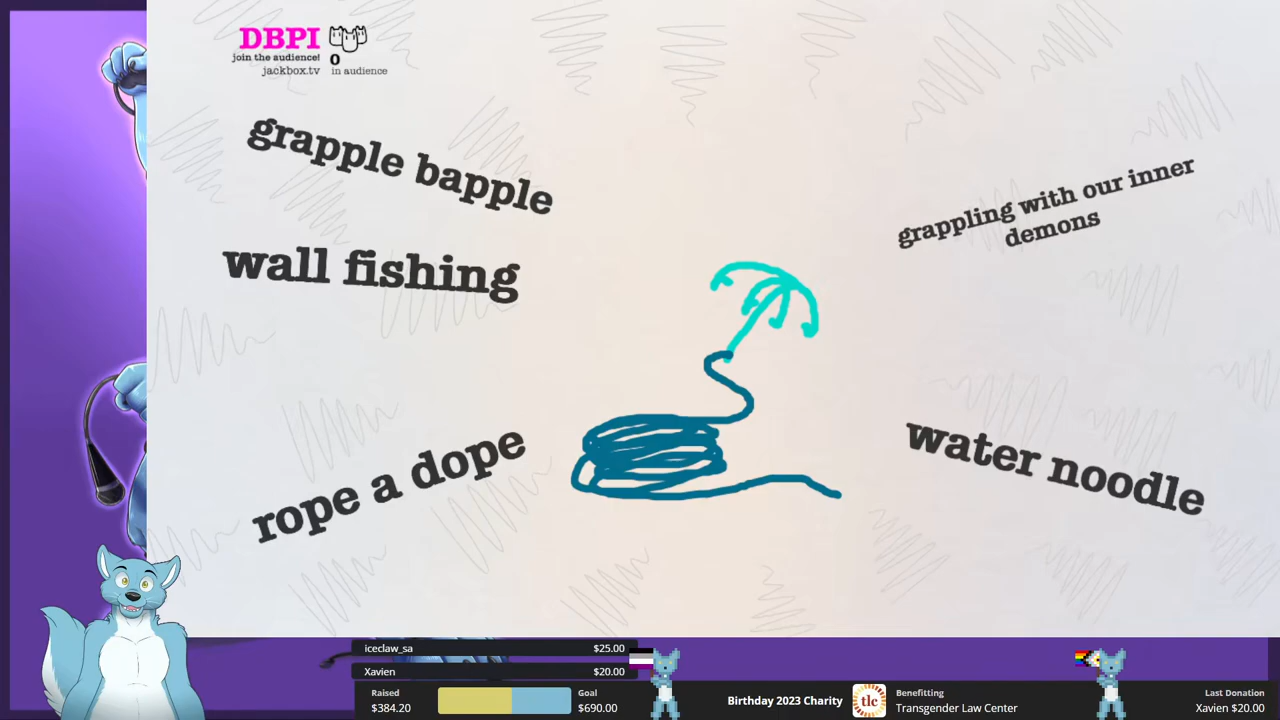 DBPI
join the audience!
jackbox.tv
0
in audience
grapple bapple
wall fishing
rope a dope
grappling with our inner
demons
water noodle
iceclaw_sa $25.00
Xavien $20.00
Raised
$384.20
Goal
$690.00
Birthday 2023 Charity
tlc
Benefitting
Transgender Law Center
Last Donation
Xavien $20.00